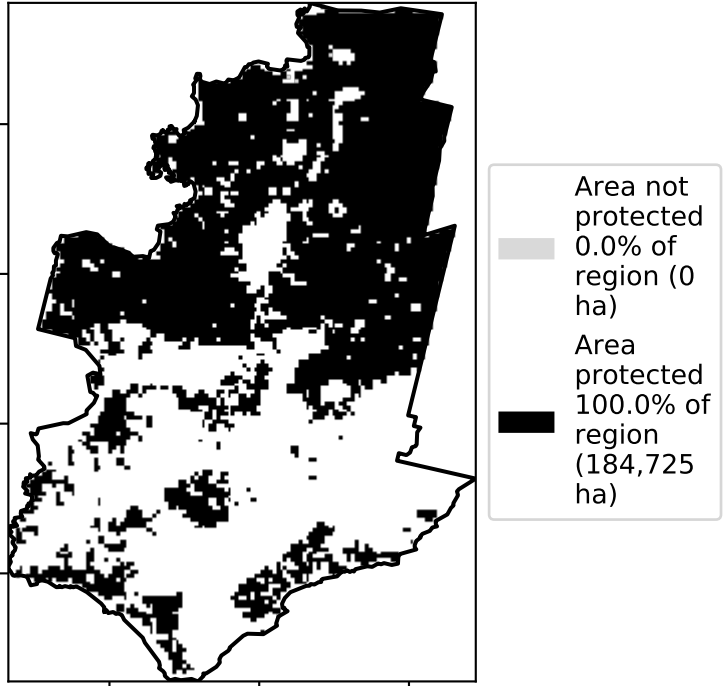 Area not
protected
0.0% of
region (0
ha)
Area
protected
100.0% of
region
(184,725
ha)